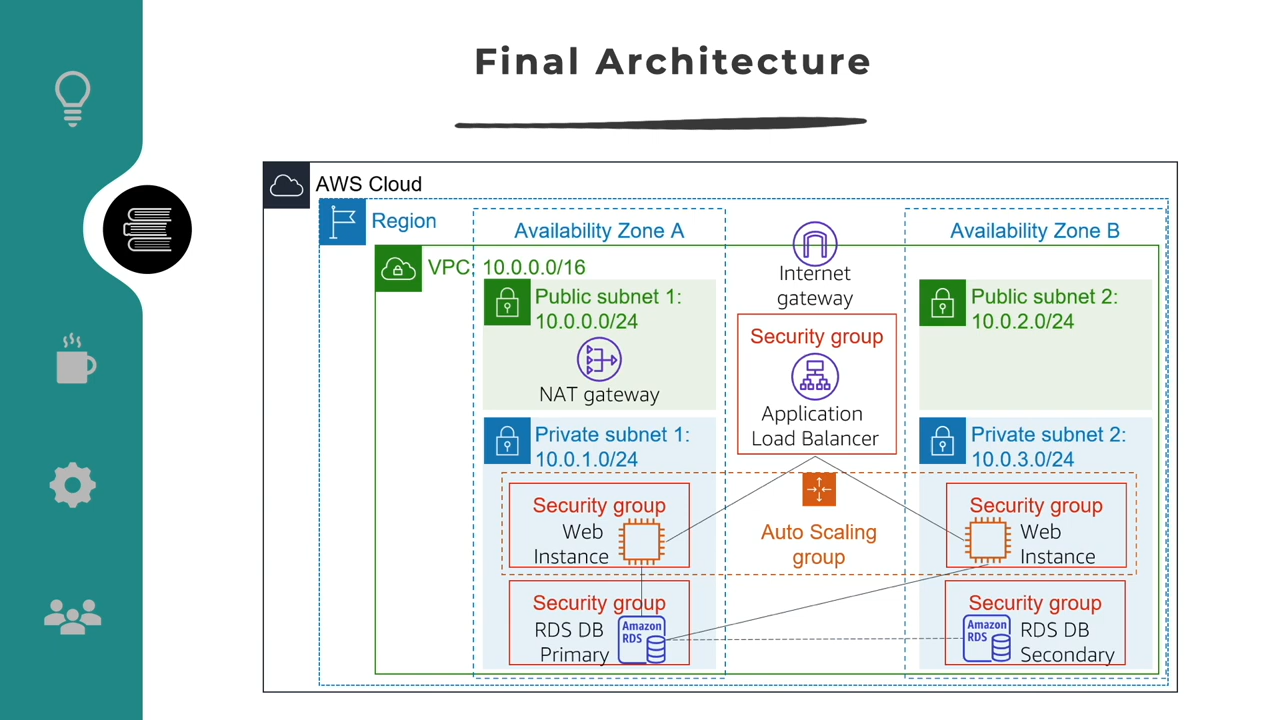 Final Architecture
AWS Cloud
Region
Availability Zone A
Availability Zone B
VPC: 10.0.0.0/16
Internet
gateway
Public subnet 1:
10.0.0.0/24
NAT gateway
Public subnet 2:
10.0.2.0/24
Security group
Application
Load Balancer
Private subnet 1:
10.0.1.0/24
Private subnet 2:
10.0.3.0/24
Security group
Web
Instance
Auto Scaling
group
Security group
Web
Instance
Security group
RDS DB
Primary
Amazon
RDS
Security group
Amazon
RDS
RDS DB
Secondary